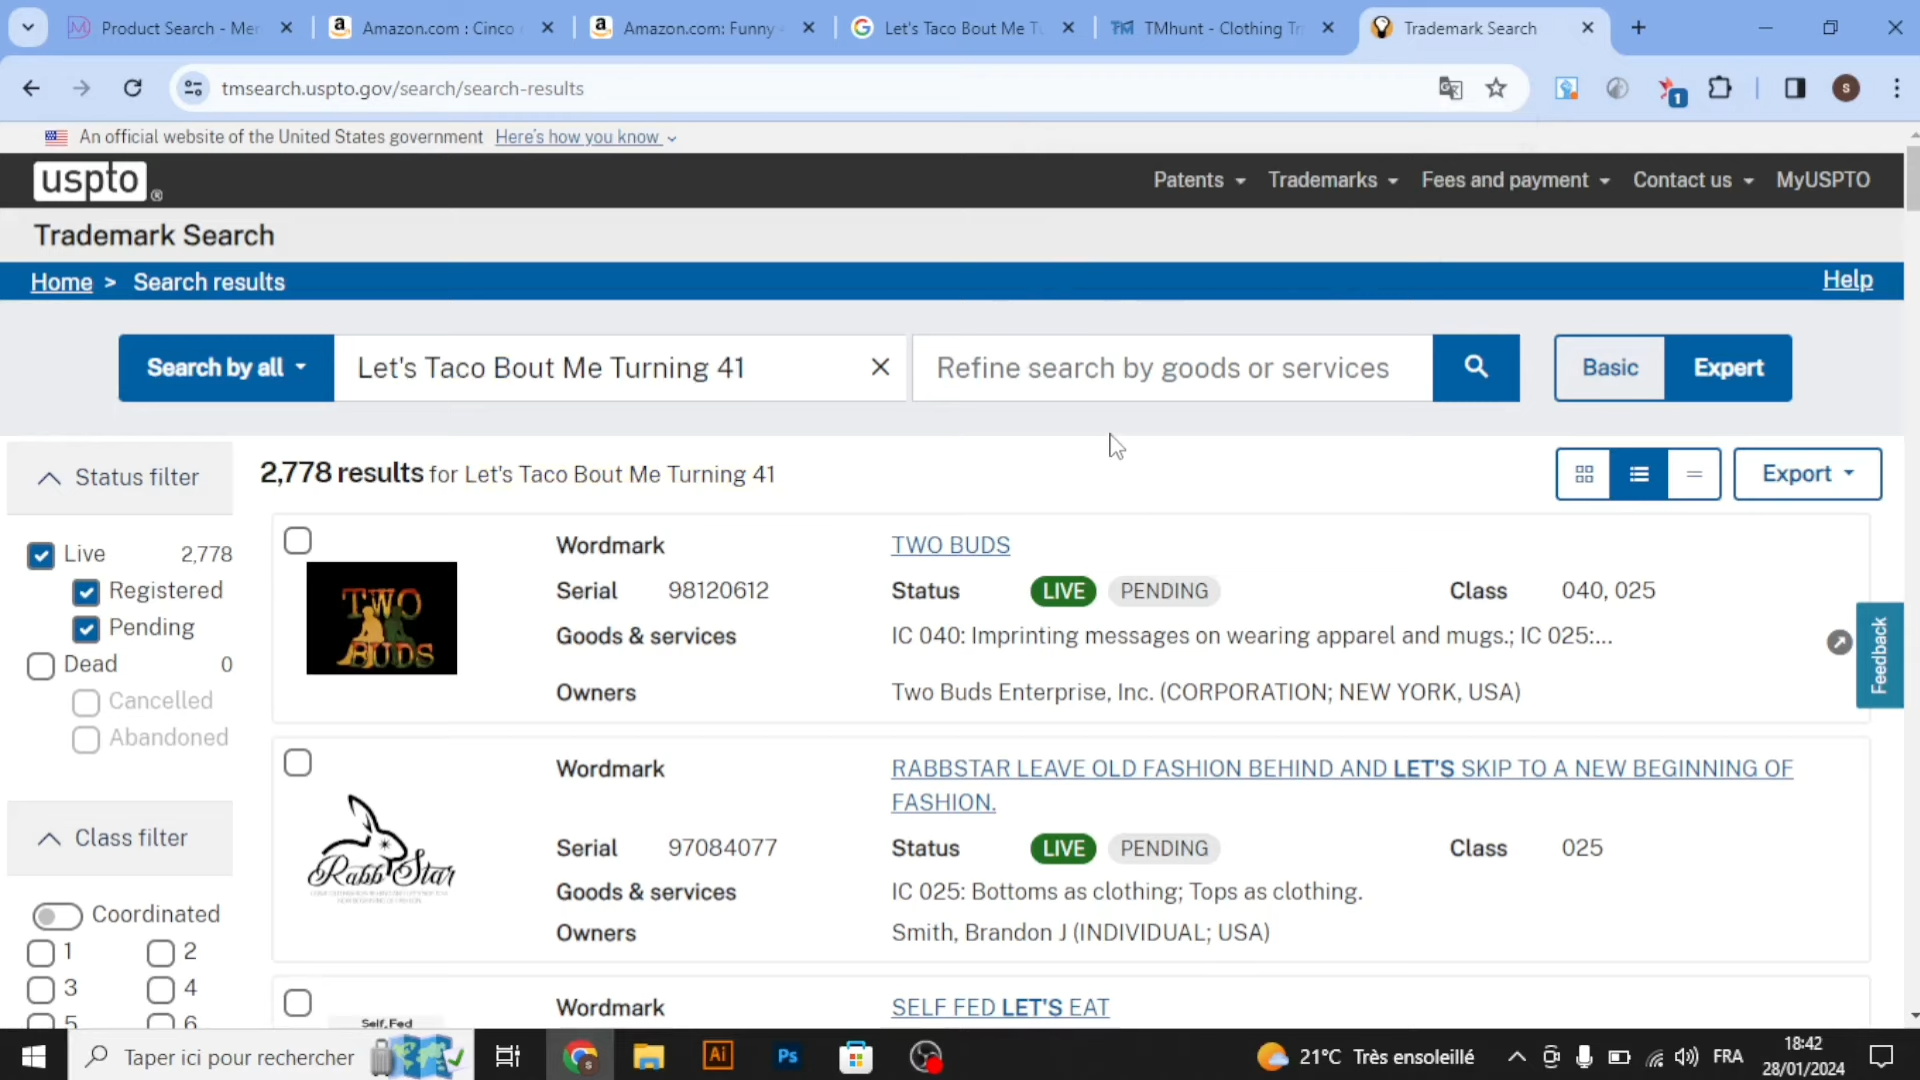 Product Search - Mer
Amazon.com : Cinco
Amazon.com: Funny
Let's Taco Bout Me T
TMhunt - Clothing Tr
Trademark Search
tmsearch.uspto.gov/search/search-results
S
1
An official website of the United States government Here's how you know
uspto ®
Patents
Trademarks
Fees and payment
Contact us
MyUSPTO
Trademark Search
Home > Search results
Help
Search by all
Let's Taco Bout Me Turning 41
Refine search by goods or services
Basic
Expert
Status filter
2,778 results for Let's Taco Bout Me Turning 41
Export
Live 2,778
Registered
Pending
Dead 0
Cancelled
Abandoned
Class filter
Coordinated
1 2
3 4
5 6
TWO BUDS
Wordmark TWO BUDS
Serial 98120612 Status LIVE PENDING Class 040, 025
Goods & services IC 040: Imprinting messages on wearing apparel and mugs.; IC 025:...
Owners Two Buds Enterprise, Inc. (CORPORATION; NEW YORK, USA)
Feedback
RabbStar
Wordmark RABBSTAR LEAVE OLD FASHION BEHIND AND LET'S SKIP TO A NEW BEGINNING OF
FASHION.
Serial 97084077 Status LIVE PENDING Class 025
Goods & services IC 025: Bottoms as clothing; Tops as clothing.
Owners Smith, Brandon J (INDIVIDUAL; USA)
Self.Fed
Wordmark SELF FED LET'S EAT
Taper ici pour rechercher
Ai
Ps
21°C Très ensoleillé
FRA
18:42
28/01/2024